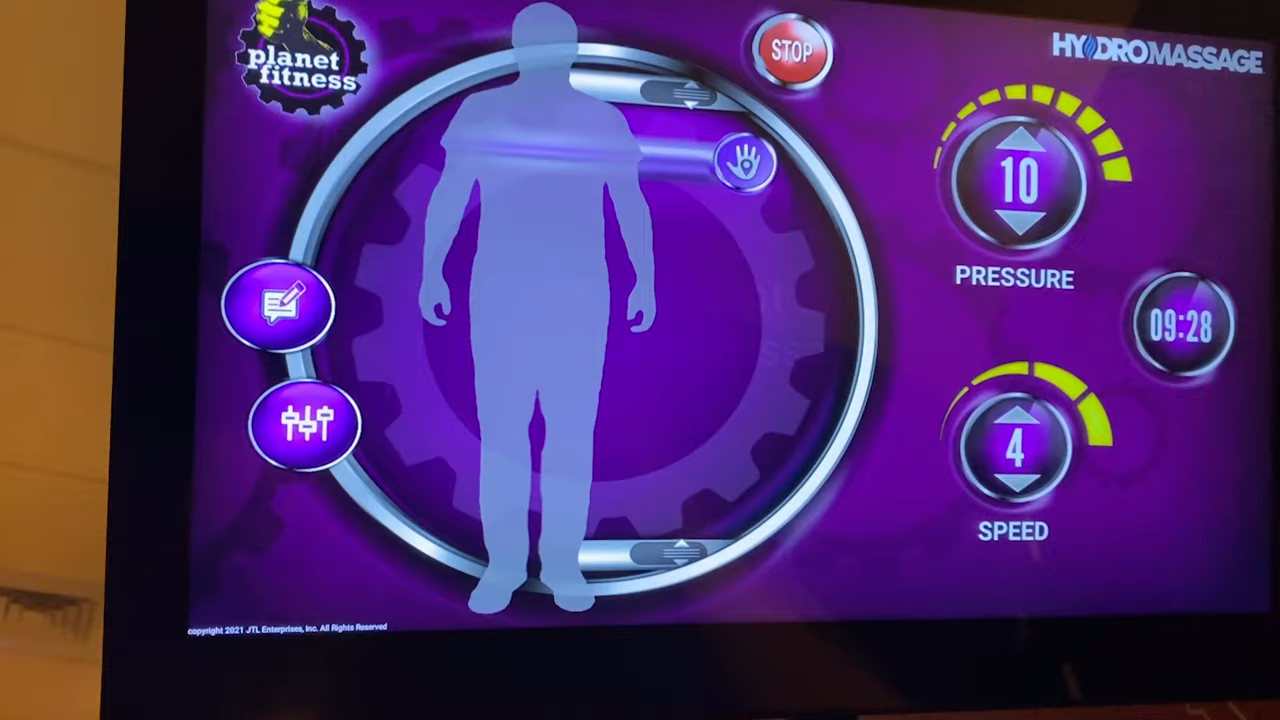 planet
fitness
STOP
HYDROMASSAGE
10
PRESSURE
09:28
4
SPEED
copyright 2021 JTL Enterprises, Inc. All Rights Reserved